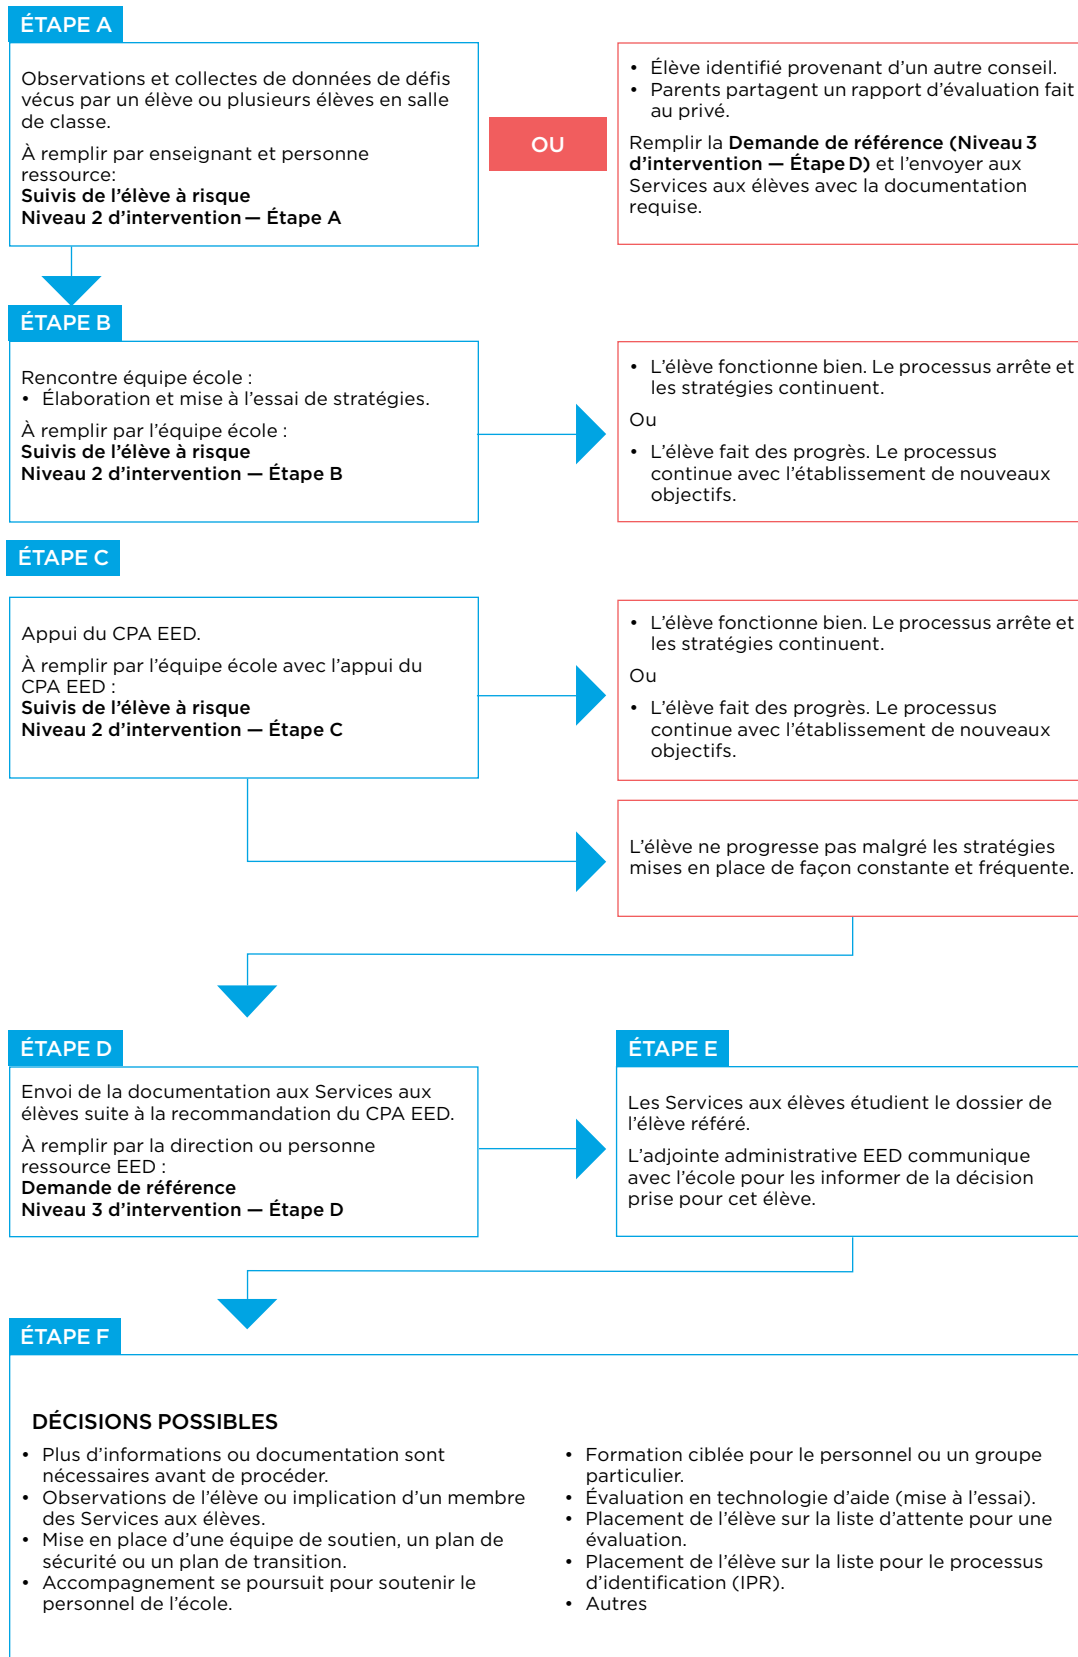 ÉTAPE A
Observations et collectes de données de défis
vécus par un élève ou plusieurs élèves en salle
de classe.
À remplir par enseignant et personne
ressource:
Suivis de l'élève à risque
Niveau 2 d'intervention — Étape A
OU
• Élève identifié provenant d'un autre conseil.
• Parents partagent un rapport d'évaluation fait
au privé.
Remplir la Demande de référence (Niveau 3
d'intervention — Étape D) et l'envoyer aux
Services aux élèves avec la documentation
requise.
ÉTAPE B
Rencontre équipe école :
• Élaboration et mise à l'essai de stratégies.
À remplir par l'équipe école :
Suivis de l'élève à risque
Niveau 2 d'intervention — Étape B
• L'élève fonctionne bien. Le processus arrête et
les stratégies continuent.
Ou
• L'élève fait des progrès. Le processus
continue avec l'établissement de nouveaux
objectifs.
ÉTAPE C
Appui du CPA EED.
À remplir par l'équipe école avec l'appui du
CPA EED :
Suivis de l'élève à risque
Niveau 2 d'intervention — Étape C
• L'élève fonctionne bien. Le processus arrête et
les stratégies continuent.
Ou
• L'élève fait des progrès. Le processus
continue avec l'établissement de nouveaux
objectifs.
L'élève ne progresse pas malgré les stratégies
mises en place de façon constante et fréquente.
ÉTAPE D
Envoi de la documentation aux Services aux
élèves suite à la recommandation du CPA EED.
À remplir par la direction ou personne
ressource EED :
Demande de référence
Niveau 3 d'intervention — Étape D
ÉTAPE E
Les Services aux élèves étudient le dossier de
l'élève référé.
L'adjointe administrative EED communique
avec l'école pour les informer de la décision
prise pour cet élève.
ÉTAPE F
DÉCISIONS POSSIBLES
• Plus d'informations ou documentation sont
nécessaires avant de procéder.
• Observations de l'élève ou implication d'un membre
des Services aux élèves.
• Mise en place d'une équipe de soutien, un plan de
sécurité ou un plan de transition.
• Accompagnement se poursuit pour soutenir le
personnel de l'école.
• Formation ciblée pour le personnel ou un groupe
particulier.
• Évaluation en technologie d'aide (mise à l'essai).
• Placement de l'élève sur la liste d'attente pour une
évaluation.
• Placement de l'élève sur la liste pour le processus
d'identification (IPR).
• Autres